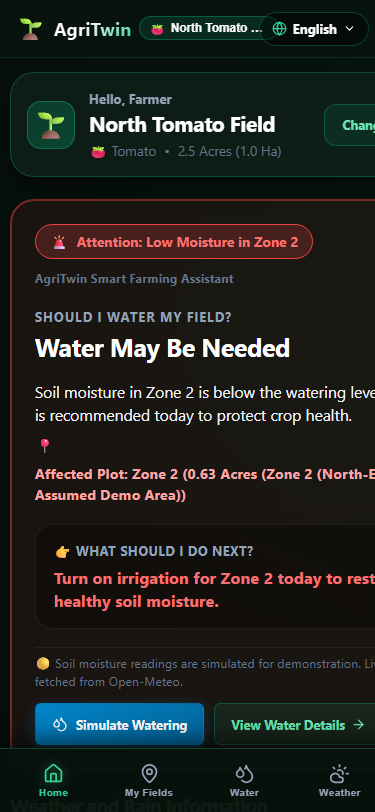 AgriTwin
North Tomato ...
English
Hello, Farmer
North Tomato Field
Tomato • 2.5 Acres (1.0 Ha)
Attention: Low Moisture in Zone 2
AgriTwin Smart Farming Assistant
SHOULD I WATER MY FIELD?
Water May Be Needed
Soil moisture in Zone 2 is below the watering
is recommended today to protect crop health.
Affected Plot: Zone 2 (0.63 Acres (Zone 2
Assumed Demo Area))
WHAT SHOULD I DO NEXT?
Turn on irrigation for Zone 2 today to
healthy soil moisture.
Soil moisture readings are simulated for demonstration.
fetched from Open-Meteo.
Simulate Watering
View Water Details →
Weather and Rain Information
Home
My Fields
Water
Weather